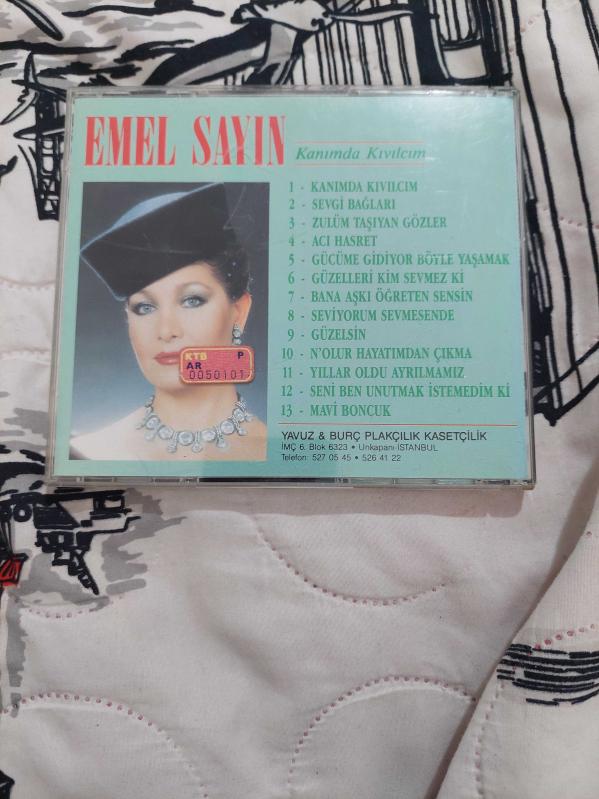 EMEL SAYIN
Kanımda Kıvılcım
1 - KANIMDA KIVILCIM
2 - SEVGİ BAĞLARI
3 - ZULÜM TAŞIYAN GÖZLER
4 - ACI HASRET
5 - GÜCÜME GİDİYOR BÖYLE YAŞAMAK
6 - GÜZELLERİ KİM SEVMEZ Kİ
7 - BANA AŞKI ÖĞRETEN SENSİN
8 - SEVİYORUM SEVMESENDE
9 - GÜZELSİN
10 - N'OLUR HAYATIMDAN ÇIKMA
11 - YILLAR OLDU AYRILMAMIZ
12 - SENİ BEN UNUTMAK İSTEMEDİM Kİ
13 - MAVİ BONCUK
KTB P
AR
0050101
YAVUZ & BURÇ PLAKÇILIK KASETÇİLİK
İMÇ 6. Blok 6323 • Unkapanı-İSTANBUL
Telefon: 527 05 45 • 526 41 22